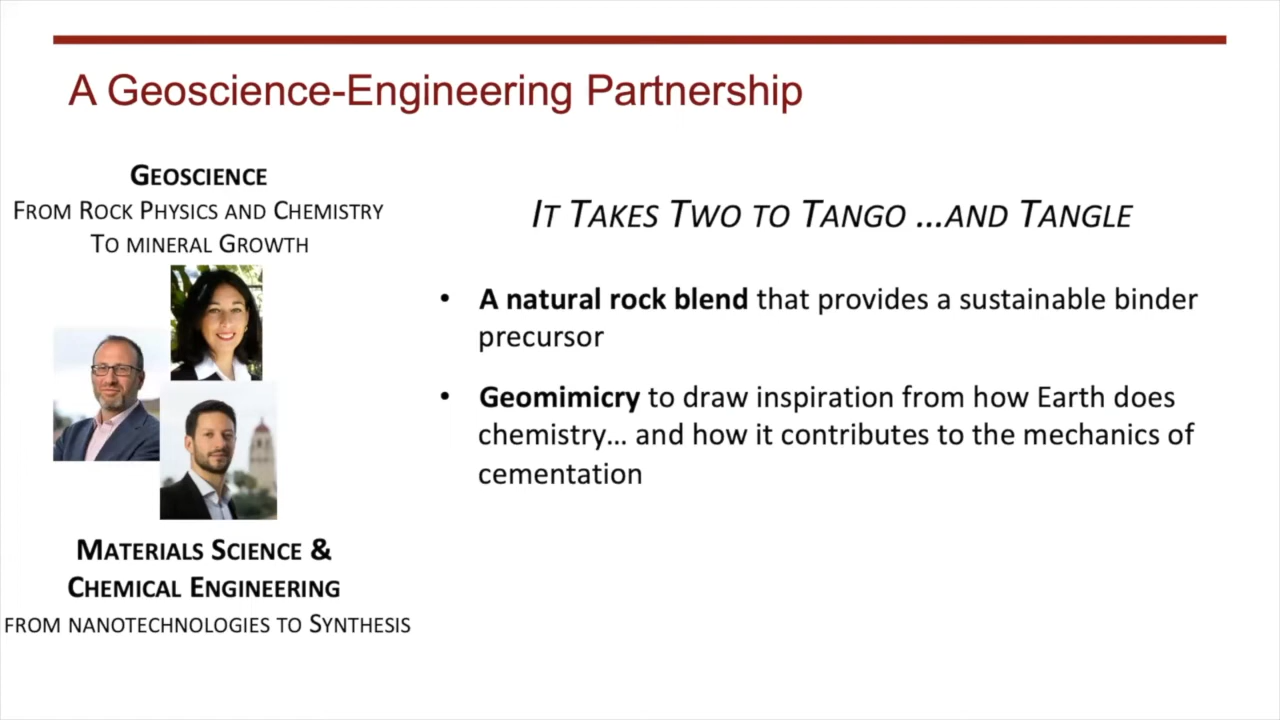 A Geoscience-Engineering Partnership
GEOSCIENCE
FROM ROCK PHYSICS AND CHEMISTRY
TO MINERAL GROWTH
MATERIALS SCIENCE &
CHEMICAL ENGINEERING
FROM NANOTECHNOLOGIES TO SYNTHESIS
IT TAKES TWO TO TANGO ...AND TANGLE
• A natural rock blend that provides a sustainable binder
precursor
• Geomimicry to draw inspiration from how Earth does
chemistry... and how it contributes to the mechanics of
cementation